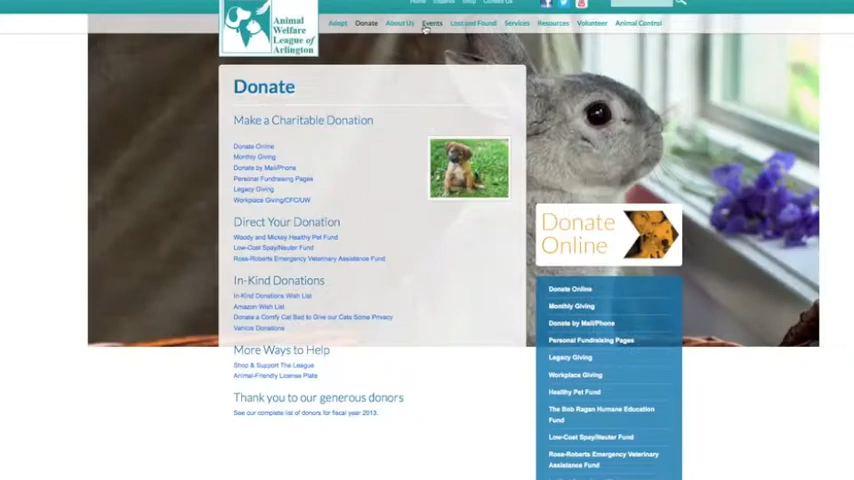 Home
Shop
Contact Us
Animal
Welfare
League of
Arlington
Adopt Donate About Us Events Lost and Found Services Resources Volunteer Animal Control
Donate
Make a Charitable Donation
Donate Online
Monthly Giving
Donate by Mail/Phone
Personal Fundraising Pages
Legacy Giving
Workplace Giving/CFC/UW
Direct Your Donation
Woody and Mickey Healthy Pet Fund
Low-Cost Spay/Neuter Fund
Ross-Roberts Emergency Veterinary Assistance Fund
In-Kind Donations
In-Kind Donations Wish List
Amazon Wish List
Donate a Comfy Cat Bed to Give our Cats Some Privacy
Vehicle Donations
More Ways to Help
Shop & Support The League
Animal-Friendly License Plate
Thank you to our generous donors
See our complete list of donors for fiscal year 2013.
Donate
Online
Donate Online
Monthly Giving
Donate by Mail/Phone
Personal Fundraising Pages
Legacy Giving
Workplace Giving
Healthy Pet Fund
The Bob Ragan Humane Education
Fund
Low-Cost Spay/Neuter Fund
Ross-Roberts Emergency Veterinary
Assistance Fund